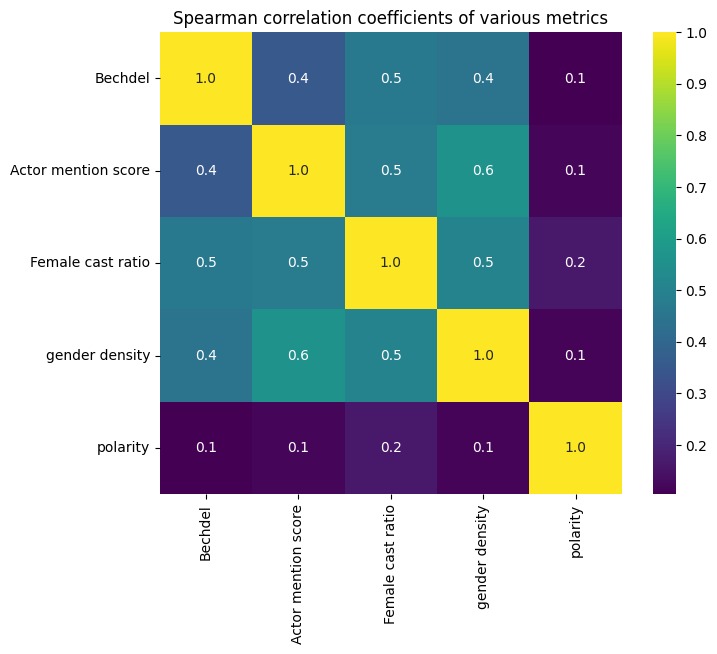 Spearman correlation coefficients of various metrics
Bechdel 1.0 0.4 0.5 0.4 0.1
Actor mention score 0.4 1.0 0.5 0.6 0.1
Female cast ratio 0.5 0.5 1.0 0.5 0.2
gender density 0.4 0.6 0.5 1.0 0.1
polarity 0.1 0.1 0.2 0.1 1.0
Bechdel
Actor mention score
Female cast ratio
gender density
polarity
1.0
0.9
0.8
0.7
0.6
0.5
0.4
0.3
0.2